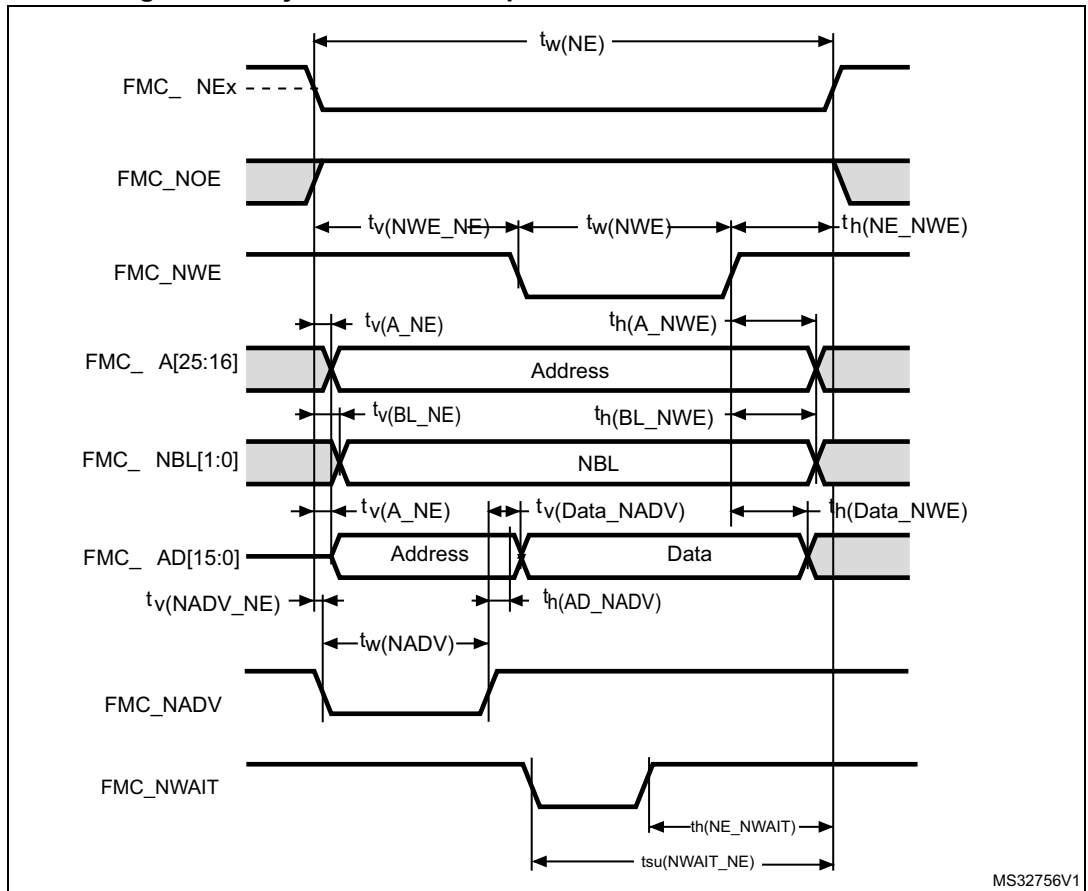 tw(NE)
FMC_ NEx
FMC_NOE
tv(NWE_NE) tw(NWE) th(NE_NWE)
FMC_NWE
tv(A_NE) th(A_NWE)
FMC_ A[25:16] Address
tv(BL_NE) th(BL_NWE)
FMC_ NBL[1:0] NBL
tv(A_NE) tv(Data_NADV) th(Data_NWE)
FMC_ AD[15:0] Address Data
tv(NADV_NE) th(AD_NADV)
tw(NADV)
FMC_NADV
FMC_NWAIT
th(NE_NWAIT)
tsu(NWAIT_NE)
MS32756V1